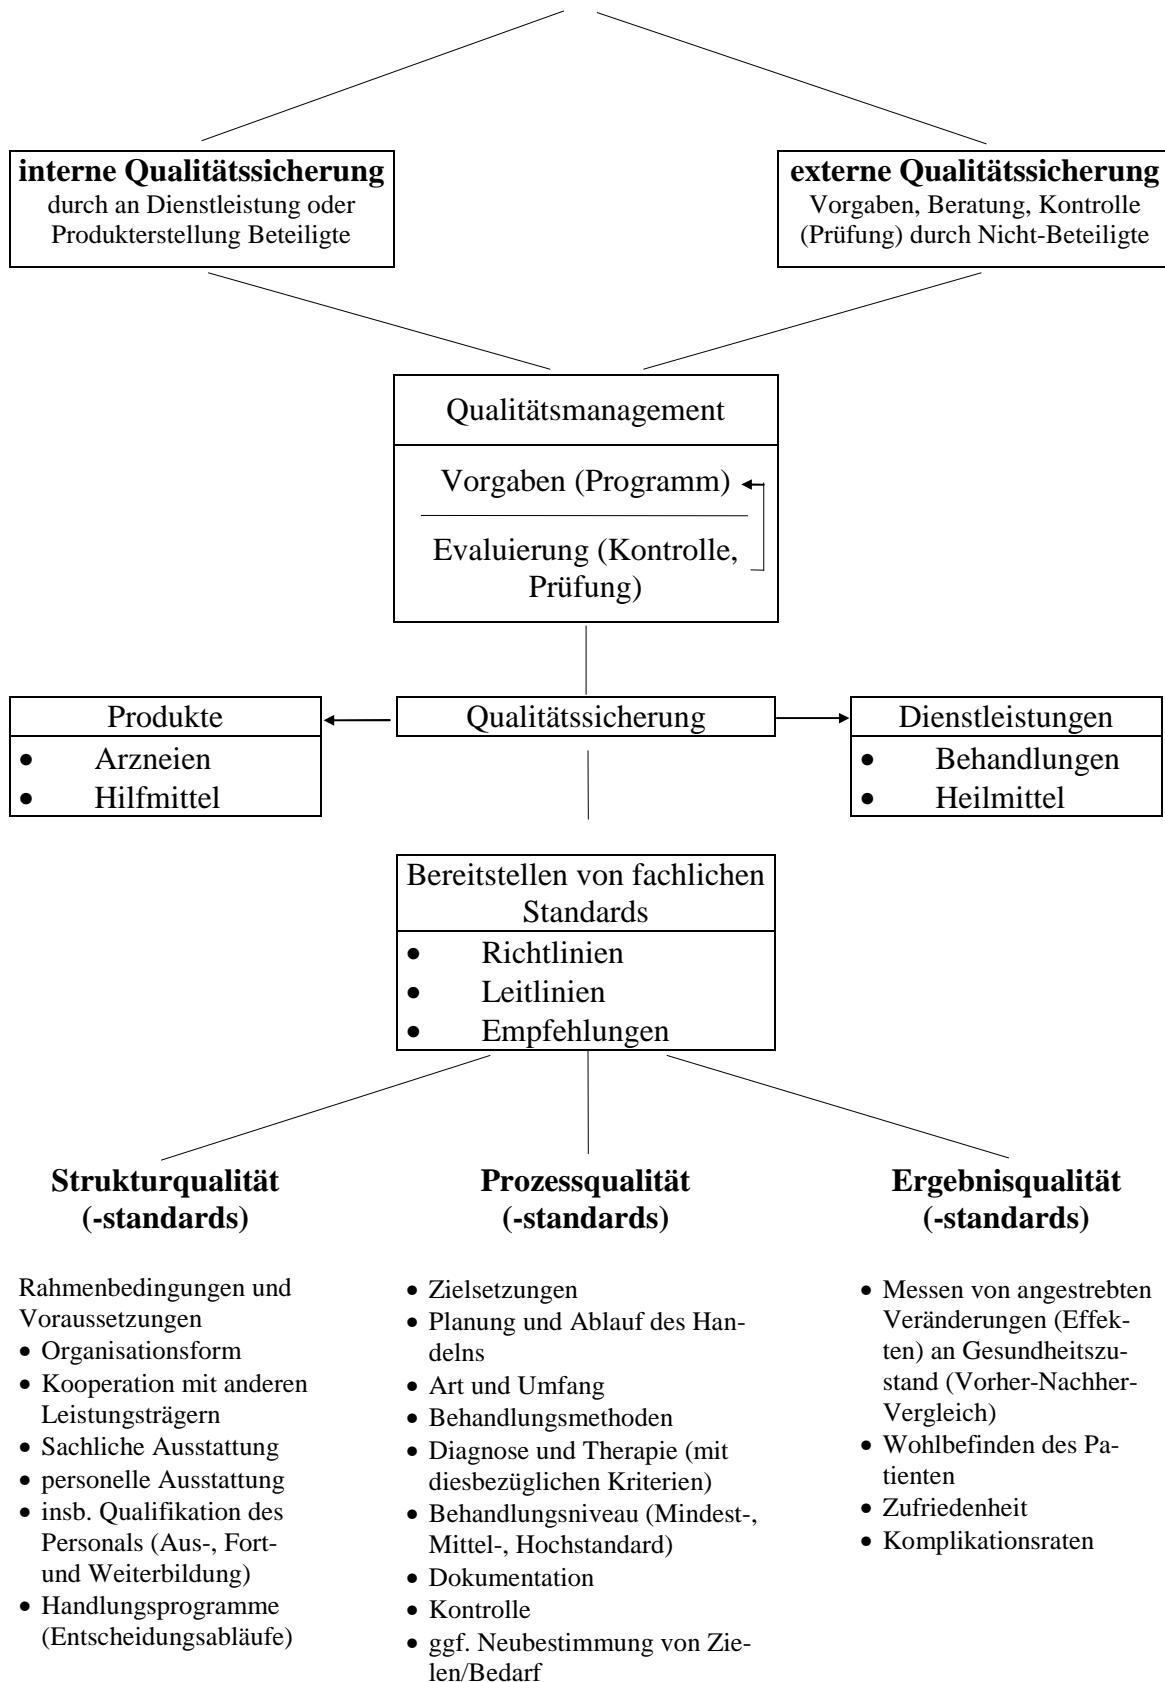 interne Qualitätssicherung
durch an Dienstleistung oder
Produkterstellung Beteiligte
externe Qualitätssicherung
Vorgaben, Beratung, Kontrolle
(Prüfung) durch Nicht-Beteiligte
Qualitätsmanagement
Vorgaben (Programm)
Evaluierung (Kontrolle,
Prüfung)
Produkte
• Arzneien
• Hilfmittel
Qualitätssicherung
Dienstleistungen
• Behandlungen
• Heilmittel
Bereitstellen von fachlichen
Standards
• Richtlinien
• Leitlinien
• Empfehlungen
Strukturqualität
(-standards)
Rahmenbedingungen und
Voraussetzungen
• Organisationsform
• Kooperation mit anderen
Leistungsträgern
• Sachliche Ausstattung
• personelle Ausstattung
• insb. Qualifikation des
Personals (Aus-, Fort-
und Weiterbildung)
• Handlungsprogramme
(Entscheidungsabläufe)
Prozessqualität
(-standards)
• Zielsetzungen
• Planung und Ablauf des Han-
delns
• Art und Umfang
• Behandlungsmethoden
• Diagnose und Therapie (mit
diesbezüglichen Kriterien)
• Behandlungsniveau (Mindest-,
Mittel-, Hochstandard)
• Dokumentation
• Kontrolle
• ggf. Neubestimmung von Zie-
len/Bedarf
Ergebnisqualität
(-standards)
• Messen von angestrebten
Veränderungen (Effek-
ten) an Gesundheitszu-
stand (Vorher-Nachher-
Vergleich)
• Wohlbefinden des Pa-
tienten
• Zufriedenheit
• Komplikationsraten